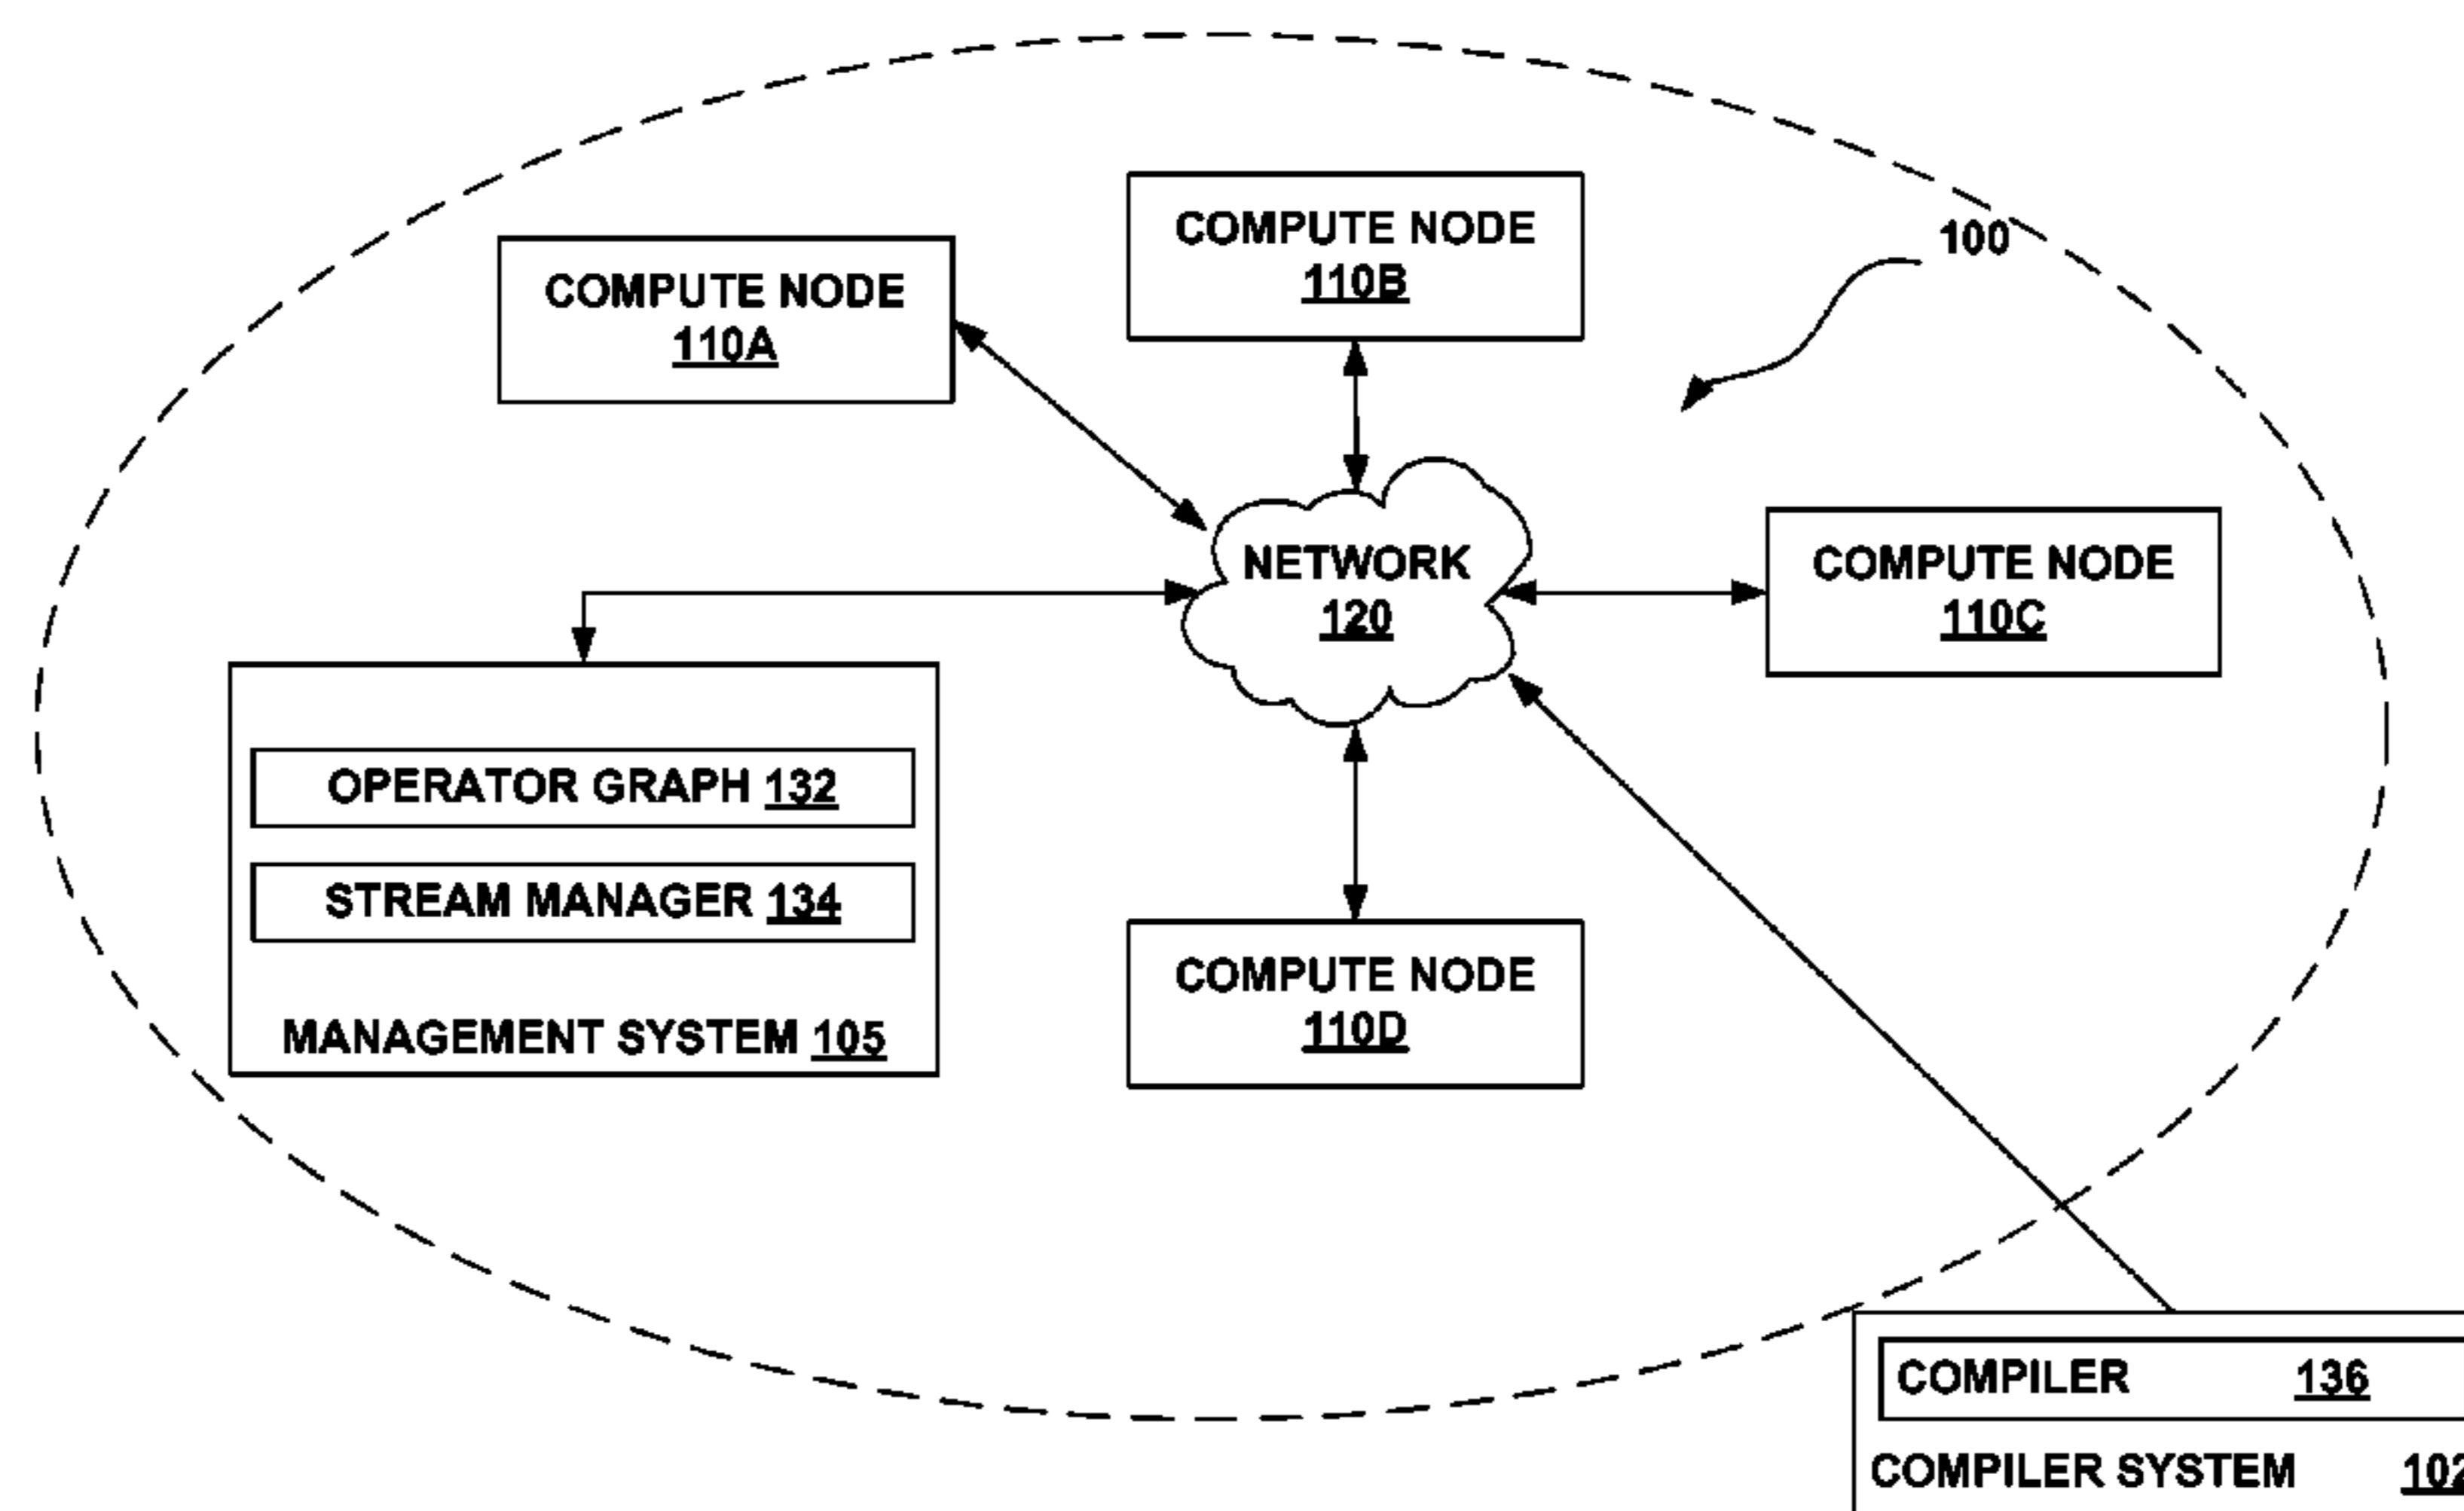 COMPUTE NODE
110B
100
COMPUTE NODE
110A
NETWORK
120
COMPUTE NODE
110C
OPERATOR GRAPH 132
STREAM MANAGER 134
MANAGEMENT SYSTEM 105
COMPUTE NODE
110D
COMPILER 136
COMPILER SYSTEM 102